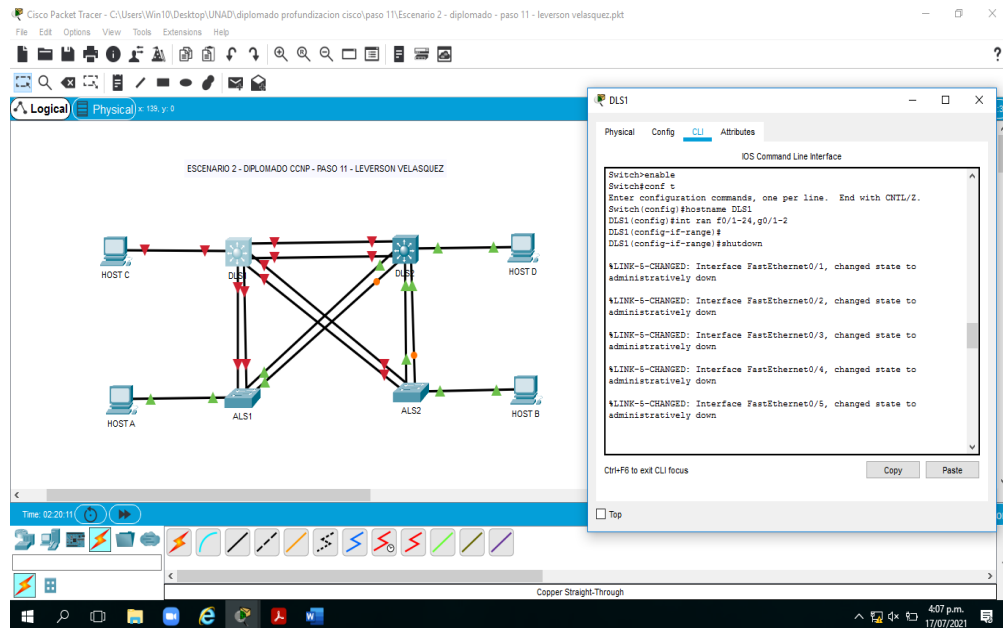 Cisco Packet Tracer - C:\Users\Win10\Desktop\UNAD\diplomado profundizacion cisco\paso 11\Escenario 2 - diplomado - paso 11 - leverson velasquez.pkt
File Edit Options View Tools Extensions Help
?
Logical Physical x: 139, y: 0
ESCENARIO 2 - DIPLOMADO CCNP - PASO 11 - LEVERSON VELASQUEZ
HOST C
DLS1
DLS2
HOST D
HOST A
ALS1
ALS2
HOST B
DLS1
Physical Config CLI Attributes
IOS Command Line Interface
Switch>enable
Switch#conf t
Enter configuration commands, one per line. End with CNTL/Z.
Switch(config)#hostname DLS1
DLS1(config)#int ran f0/1-24,g0/1-2
DLS1(config-if-range)#
DLS1(config-if-range)#shutdown
%LINK-5-CHANGED: Interface FastEthernet0/1, changed state to
administratively down
%LINK-5-CHANGED: Interface FastEthernet0/2, changed state to
administratively down
%LINK-5-CHANGED: Interface FastEthernet0/3, changed state to
administratively down
%LINK-5-CHANGED: Interface FastEthernet0/4, changed state to
administratively down
%LINK-5-CHANGED: Interface FastEthernet0/5, changed state to
administratively down
Ctrl+F6 to exit CLI focus
Copy Paste
Top
Time: 02:20:11
Copper Straight-Through
4:07 p.m.
17/07/2021